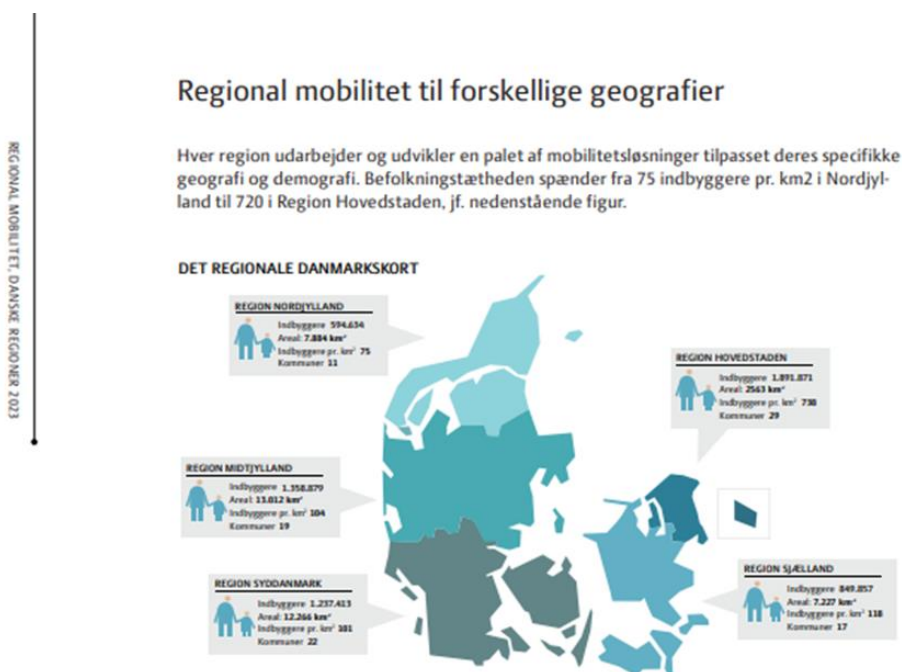 REGIONAL MOBILITET, DANSKE REGIONER 2023
Regional mobilitet til forskellige geografier
Hver region udarbejder og udvikler en palet af mobilitetsløsninger tilpasset deres specifikke
geografi og demografi. Befolkningstætheden spænder fra 75 indbyggere pr. km2 i Nordjyl-
land til 720 i Region Hovedstaden, jf. nedenstående figur.
DET REGIONALE DANMARKSKORT
REGION NORDJYLLAND
Indbyggere 594.634
Areal: 7.884 km²
Indbyggere pr. km² 75
Kommuner 11
REGION HOVEDSTADEN
Indbyggere 1.891.871
Areal: 2563 km²
Indbyggere pr. km² 738
Kommuner 29
REGION MIDTJYLLAND
Indbyggere 1.358.879
Areal: 13.012 km²
Indbyggere pr. km² 104
Kommuner 19
REGION SYDDANMARK
Indbyggere 1.237.413
Areal: 12.266 km²
Indbyggere pr. km² 101
Kommuner 22
REGION SJÆLLAND
Indbyggere 849.857
Areal: 7.227 km²
Indbyggere pr. km² 118
Kommuner 17